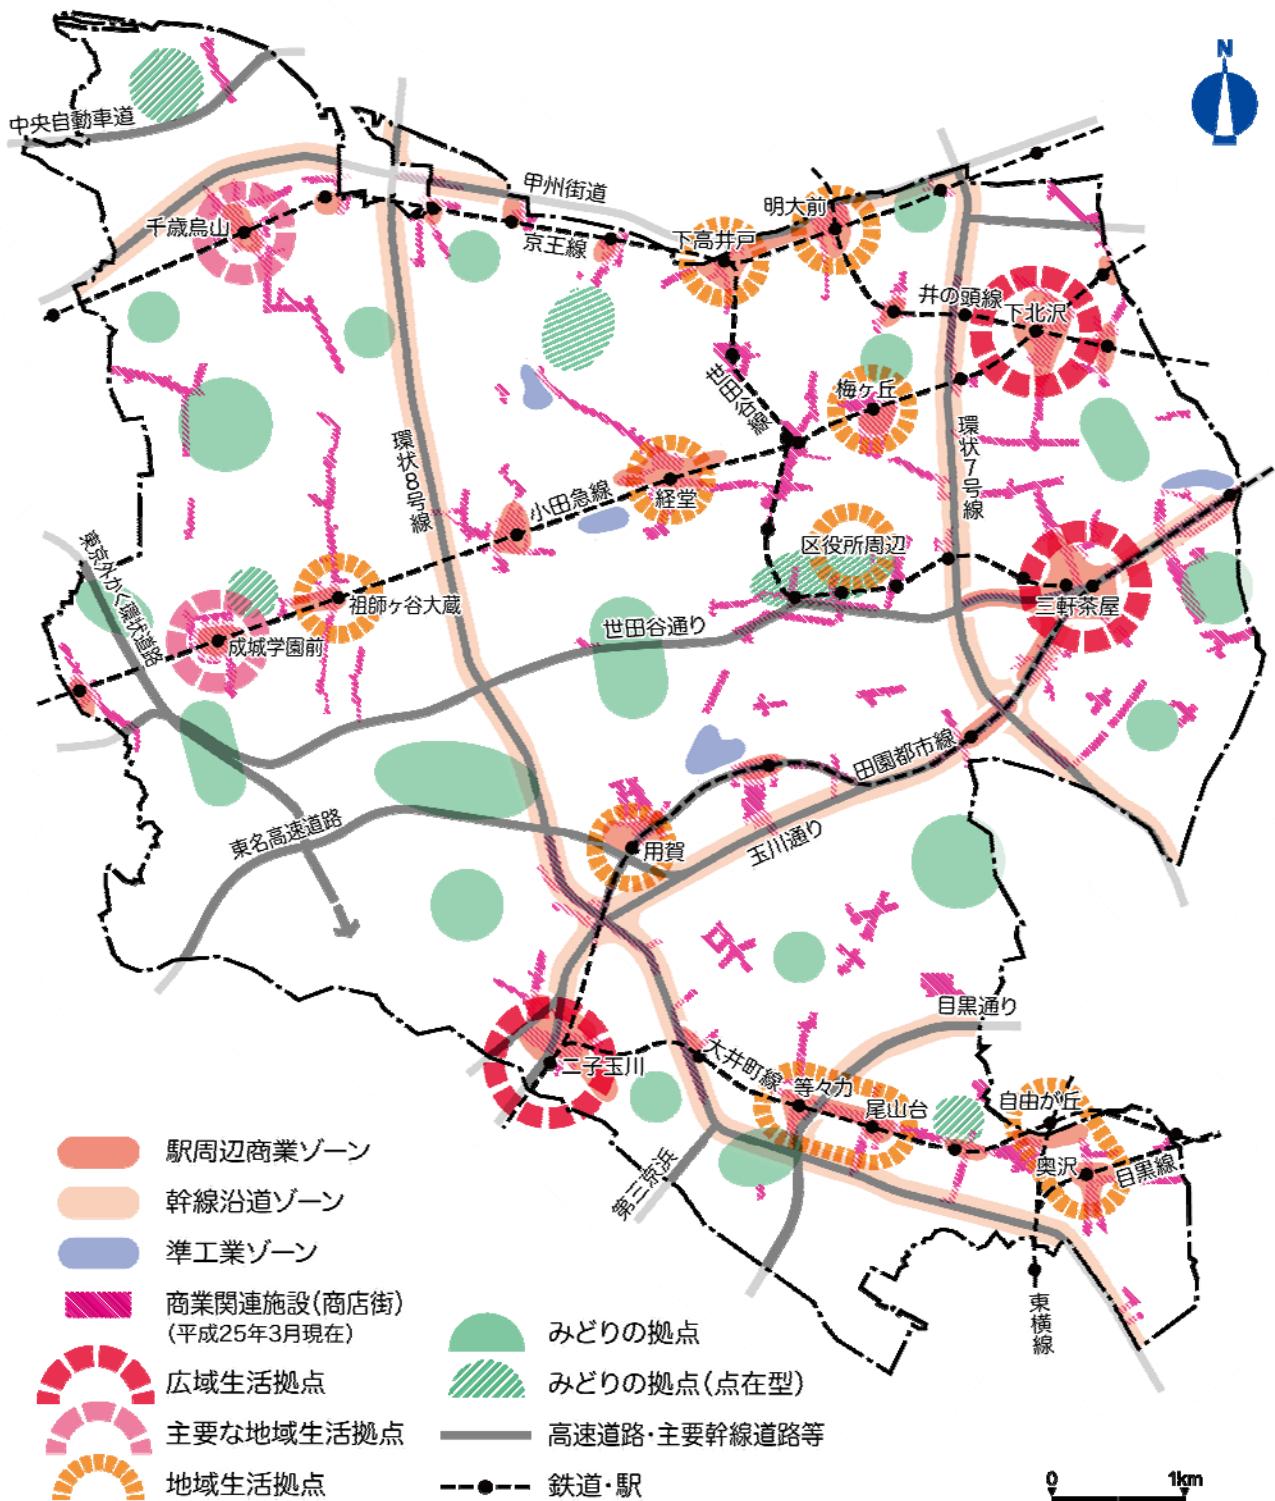 N
中央自動車道
甲州街道
千歳烏山
京王線
下高井戸
明大前
井の頭線
下北沢
世田谷線
梅ヶ丘
環状8号線
環状7号線
小田急線
経堂
区役所周辺
東京外かく環状道路
祖師ヶ谷大蔵
成城学園前
世田谷通り
三軒茶屋
田園都市線
東名高速道路
用賀
玉川通り
目黒通り
二子玉川
大井町線
等々力
尾山台
自由が丘
奥沢
目黒線
第三京浜
東横線
駅周辺商業ゾーン
幹線沿道ゾーン
準工業ゾーン
商業関連施設(商店街)
(平成25年3月現在)
広域生活拠点
主要な地域生活拠点
地域生活拠点
みどりの拠点
みどりの拠点(点在型)
高速道路・主要幹線道路等
鉄道・駅
0 1km